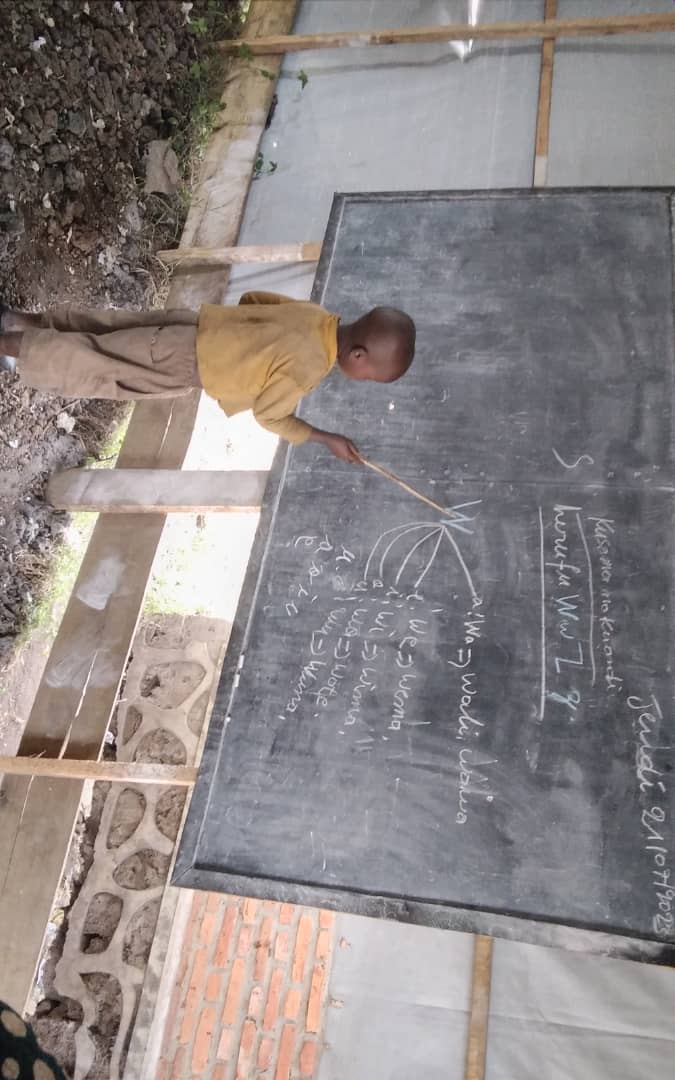 Jeudi 21/07/2023
Kusoma na Kuandi
S herufu Ww Z z
W
a: Wa => Wali, Wawa
e: We => Wema,
i: Wi => Wima,
o: Wo => Wote.
u: Wu => Wuma,
u. e
a o i u
e